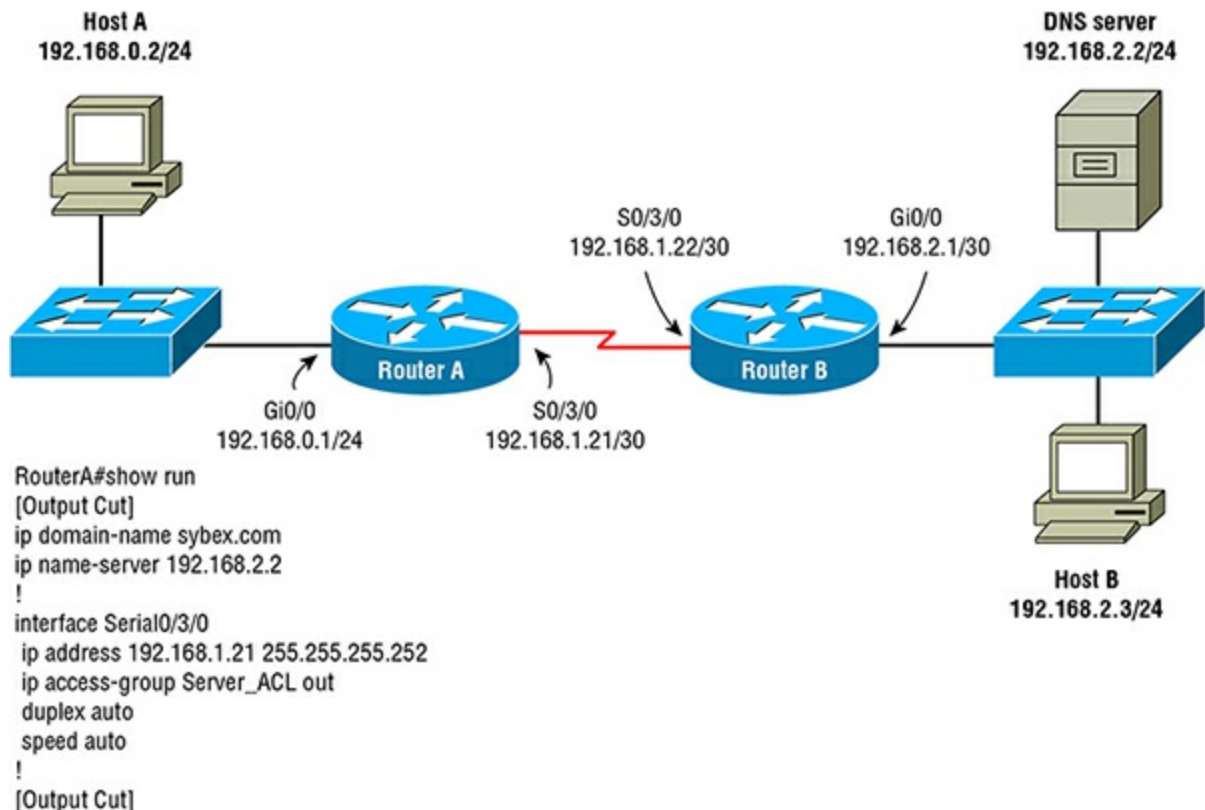 Host A
192.168.0.2/24
DNS server
192.168.2.2/24
S0/3/0
192.168.1.22/30
Gi0/0
192.168.2.1/30
Router A
Router B
Gi0/0
192.168.0.1/24
S0/3/0
192.168.1.21/30
Host B
192.168.2.3/24
RouterA#show run
[Output Cut]
ip domain-name sybex.com
ip name-server 192.168.2.2
!
interface Serial0/3/0
ip address 192.168.1.21 255.255.255.252
ip access-group Server_ACL out
duplex auto
speed auto
!
[Output Cut]